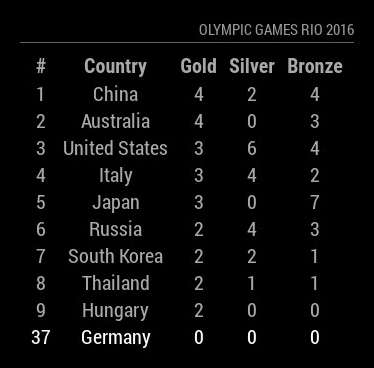 OLYMPIC GAMES RIO 2016
# Country Gold Silver Bronze
1 China 4 2 4
2 Australia 4 0 3
3 United States 3 6 4
4 Italy 3 4 2
5 Japan 3 0 7
6 Russia 2 4 3
7 South Korea 2 2 1
8 Thailand 2 1 1
9 Hungary 2 0 0
37 Germany 0 0 0